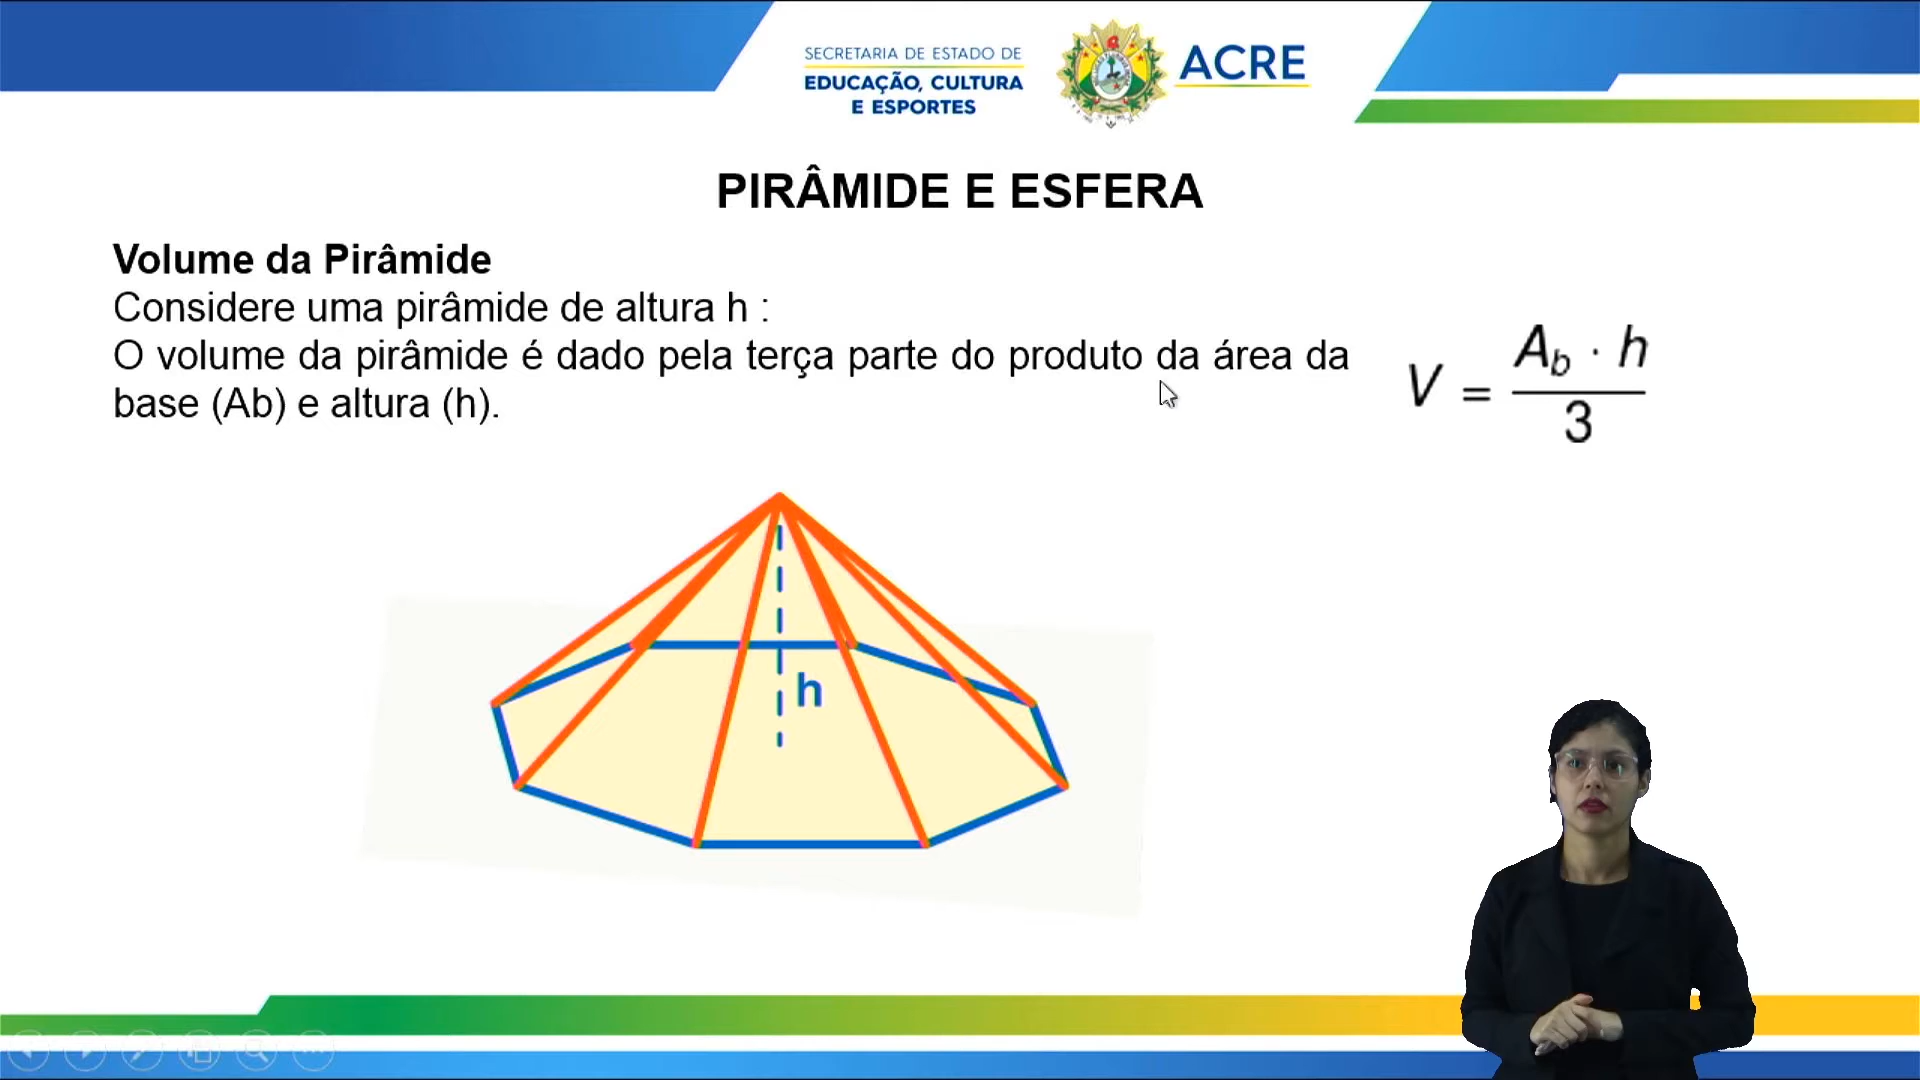 SECRETARIA DE ESTADO DE
EDUCAÇÃO, CULTURA
E ESPORTES
ACRE
PIRÂMIDE E ESFERA
Volume da Pirâmide
Considere uma pirâmide de altura h :
O volume da pirâmide é dado pela terça parte do produto da área da
base (Ab) e altura (h).
V = A_b · h / 3
h